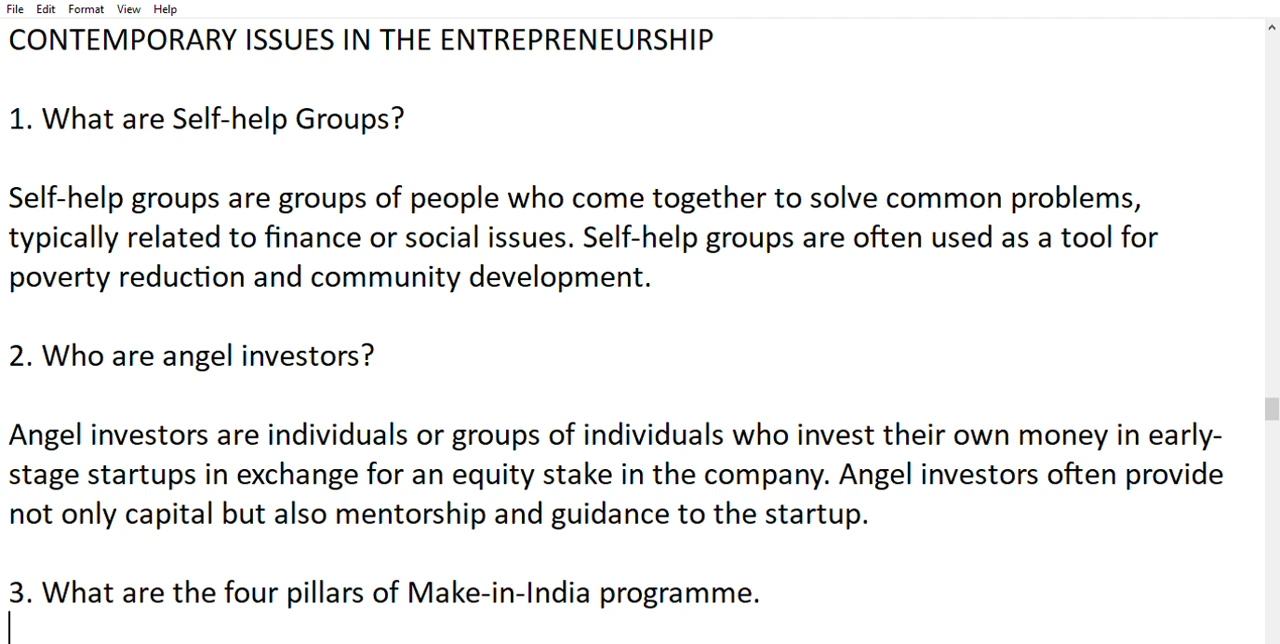 File Edit Format View Help
CONTEMPORARY ISSUES IN THE ENTREPRENEURSHIP
1. What are Self-help Groups?
Self-help groups are groups of people who come together to solve common problems,
typically related to finance or social issues. Self-help groups are often used as a tool for
poverty reduction and community development.
2. Who are angel investors?
Angel investors are individuals or groups of individuals who invest their own money in early-
stage startups in exchange for an equity stake in the company. Angel investors often provide
not only capital but also mentorship and guidance to the startup.
3. What are the four pillars of Make-in-India programme.